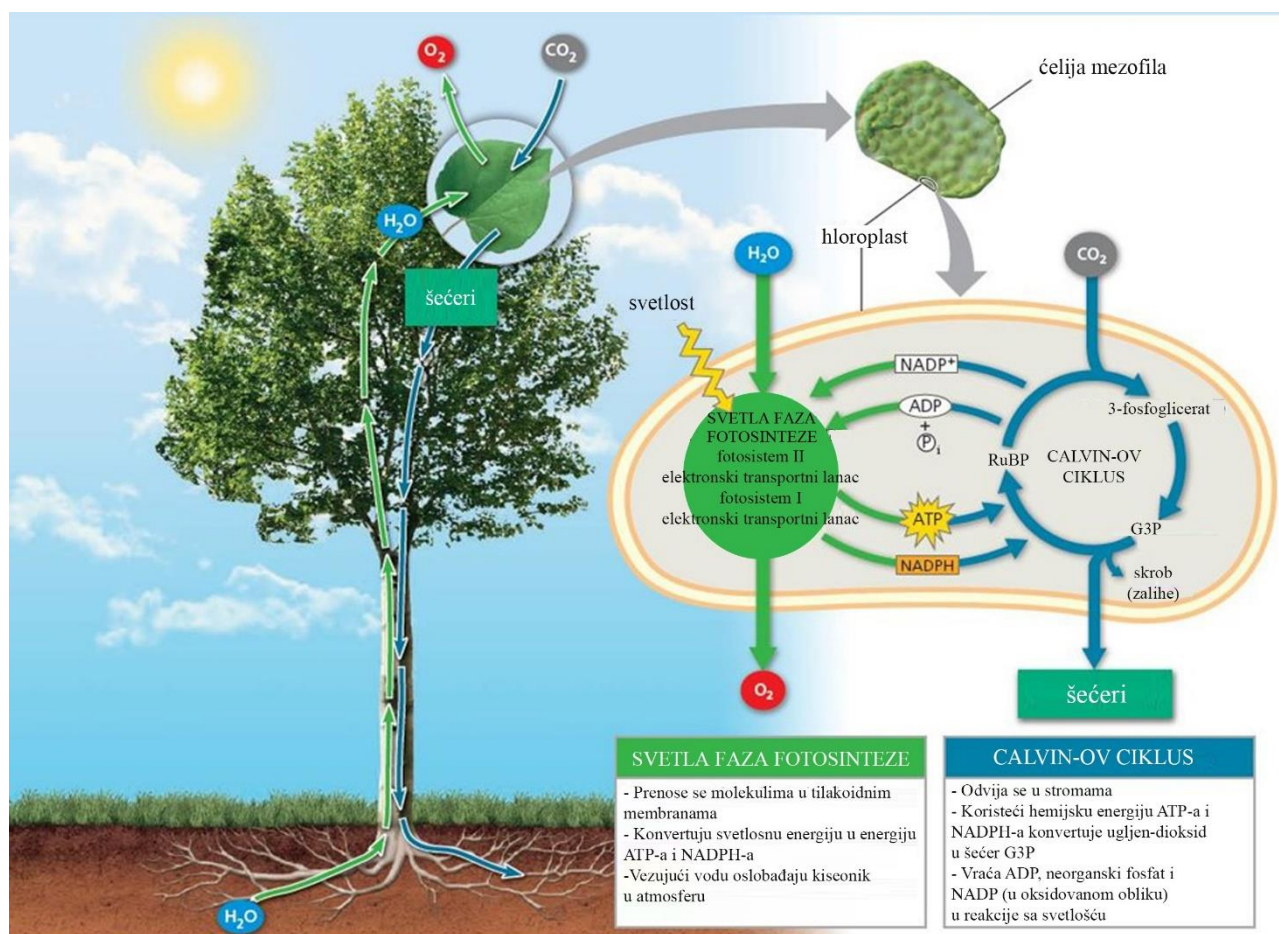 O₂
CO₂
H₂O
šećeri
H₂O
ćelija mezofila
hloroplast
H₂O
CO₂
svetlost
NADP⁺
ADP
+
Pᵢ
SVETLA FAZA
FOTOSINTEZE
fotosistem II
elektronski transportni lanac
fotosistem I
elektronski transportni lanac
RuBP
CALVIN-OV
CIKLUS
3-fosfoglicerat
ATP
NADPH
G3P
skrob
(zalihe)
O₂
šećeri
SVETLA FAZA FOTOSINTEZE
- Prenose se molekulima u tilakoidnim
membranama
- Konvertuju svetlosnu energiju u energiju
ATP-a i NADPH-a
-Vezujući vodu oslobađaju kiseonik
u atmosferu
CALVIN-OV CIKLUS
- Odvija se u stromama
- Koristeći hemijsku energiju ATP-a i
NADPH-a konvertuje ugljen-dioksid
u šećer G3P
- Vraća ADP, neorganski fosfat i
NADP (u oksidovanom obliku)
u reakcije sa svetlošću